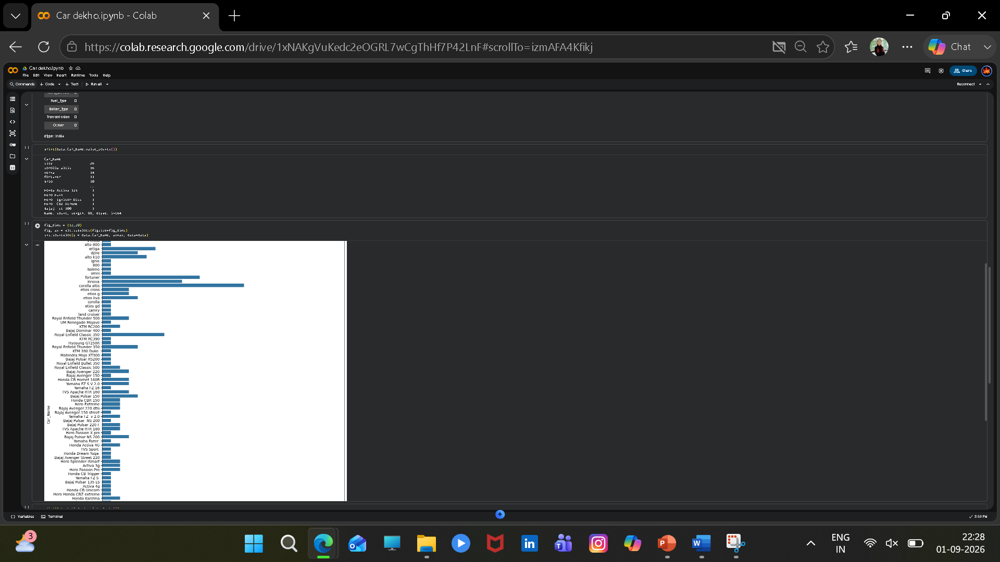 Car dekho.ipynb - Colab
https://colab.research.google.com/drive/1xNAKgVuKedc2eOGRL7wCgThHf7P42LnF#scrollTo=izmAFA4Kfikj
Chat
Car dekho.ipynb
File Edit View Insert Runtime Tools Help
Share
Commands + Code + Text Run all
Reconnect
Fuel_Type 0
Seller_Type 0
Transmission 0
Owner 0
dtype: int64
print(data.Car_Name.value_counts())
Car_Name
city 26
corolla altis 16
verna 14
fortuner 11
brio 10
..
Honda Activa 125 1
Hero Hunk 1
Hero Ignitor Disc 1
Hero CBZ Xtreme 1
Bajaj ct 100 1
Name: count, Length: 98, dtype: int64
fig_dims = (12,20)
fig, ax = plt.subplots(figsize=fig_dims)
sns.countplot(y = data.Car_Name, ax=ax, data=data)
s cross
alto 800
ertiga
dzire
alto k10
ignis
800
baleno
omni
fortuner
innova
corolla altis
etios cross
etios g
etios liva
corolla
etios gd
camry
land cruiser
Royal Enfield Thunder 500
UM Renegade Mojave
KTM RC200
Bajaj Dominar 400
Royal Enfield Classic 350
KTM RC390
Hyosung GT250R
Royal Enfield Thunder 350
KTM 390 Duke
Mahindra Mojo XT300
Bajaj Pulsar RS200
Royal Enfield Bullet 350
Royal Enfield Classic 500
Bajaj Avenger 220
Bajaj Avenger 150
Honda CB Hornet 160R
Yamaha FZ S V 2.0
Yamaha FZ 16
TVS Apache RTR 160
Bajaj Pulsar 150
Honda CBR 150
Hero Extreme
Bajaj Avenger 220 dtsi
Bajaj Avenger 150 street
Yamaha FZ v 2.0
Bajaj Pulsar NS 200
Bajaj Pulsar 220 F
TVS Apache RTR 180
Hero Passion X pro
Bajaj Pulsar NS 200
Yamaha Fazer
Honda Activa 4G
TVS Sport
Honda Dream Yuga
Bajaj Avenger Street 220
Hero Splender iSmart
Activa 3g
Hero Passion Pro
Honda CB Trigger
Yamaha FZ S
Bajaj Pulsar 135 LS
Activa 4g
Honda CB Unicorn
Hero Honda CBZ extreme
Honda Karizma
Car_Name
Variables Terminal
3:58 PM
3
ENG
IN
22:28
01-09-2026